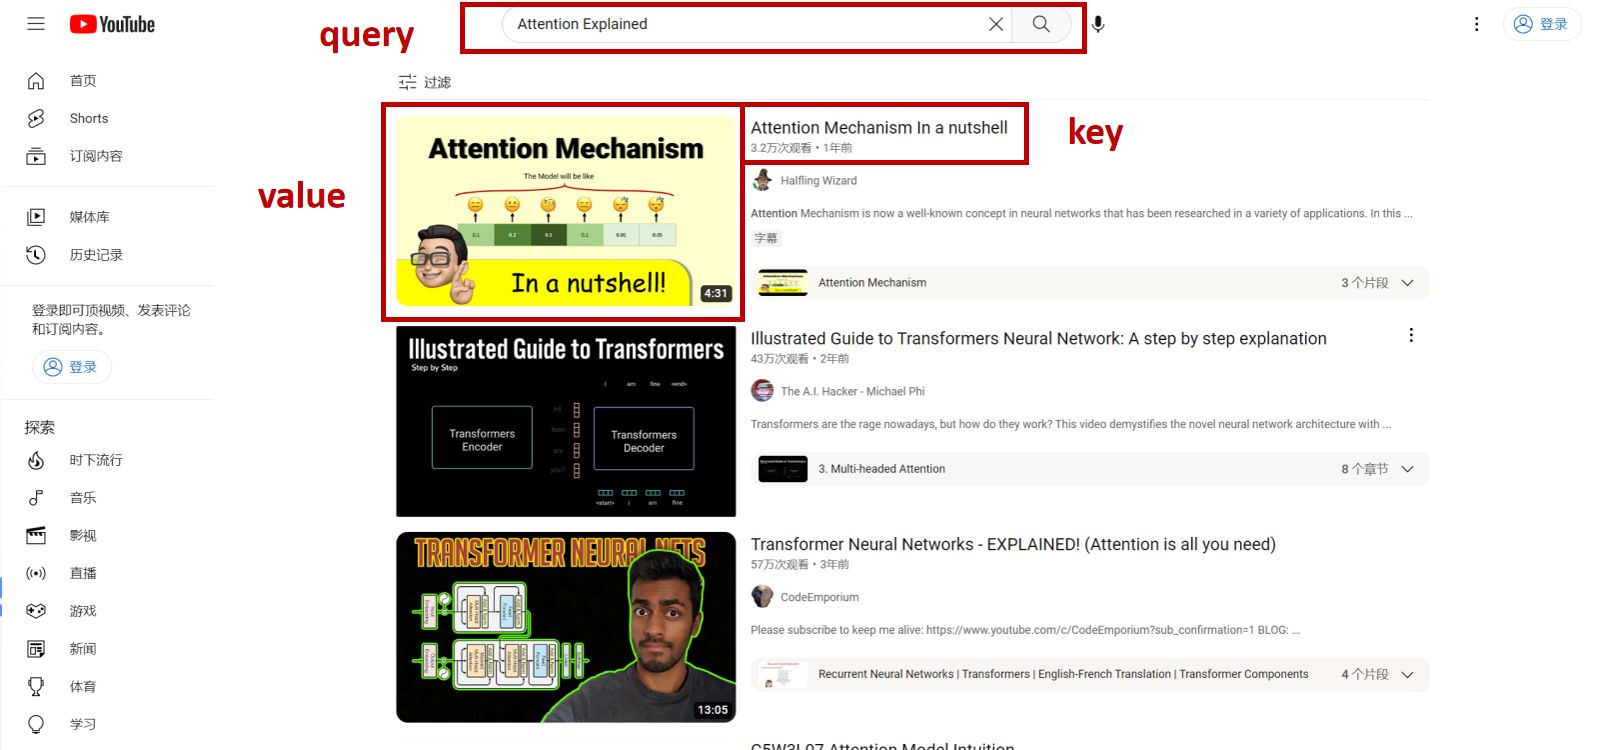 YouTube
query
Attention Explained
登录
首页
Shorts
订阅内容
媒体库
历史记录
登录即可顶视频、发表评论
和订阅内容。
登录
探索
时下流行
音乐
影视
直播
游戏
新闻
体育
学习
过滤
value
Attention Mechanism
The Model will be like
0.1 0.2 0.5 0.1 0.05 0.05
In a nutshell!
4:31
Attention Mechanism In a nutshell
key
3.2万次观看・1年前
Halfling Wizard
Attention Mechanism is now a well-known concept in neural networks that has been researched in a variety of applications. In this ...
字幕
Attention Mechanism
3 个片段
Illustrated Guide to Transformers
Step by Step
I am fine <end>
Hi,
how
are
you?
Transformers
Encoder
Transformers
Decoder
<start> I am fine
Illustrated Guide to Transformers Neural Network: A step by step explanation
43万次观看・2年前
The A.I. Hacker - Michael Phi
Transformers are the rage nowadays, but how do they work? This video demystifies the novel neural network architecture with ...
3. Multi-headed Attention
8 个章节
TRANSFORMER NEURAL NETS
13:05
Transformer Neural Networks - EXPLAINED! (Attention is all you need)
57万次观看・3年前
CodeEmporium
Please subscribe to keep me alive: https://www.youtube.com/c/CodeEmporium?sub_confirmation=1 BLOG: ...
Recurrent Neural Networks | Transformers | English-French Translation | Transformer Components
4 个片段
C5W3L07 Attention Model Intuition